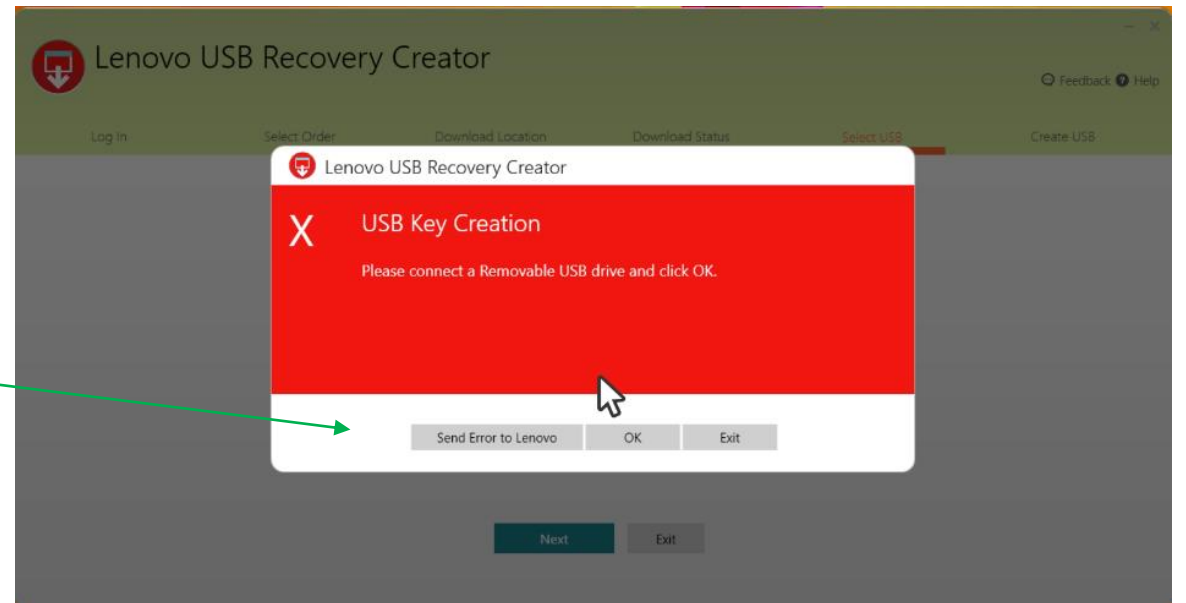 Lenovo USB Recovery Creator
Feedback ? Help
Log In Select Order Download Location Download Status Select USB Create USB
Lenovo USB Recovery Creator
X USB Key Creation
Please connect a Removable USB drive and click OK.
Send Error to Lenovo OK Exit
Next Exit